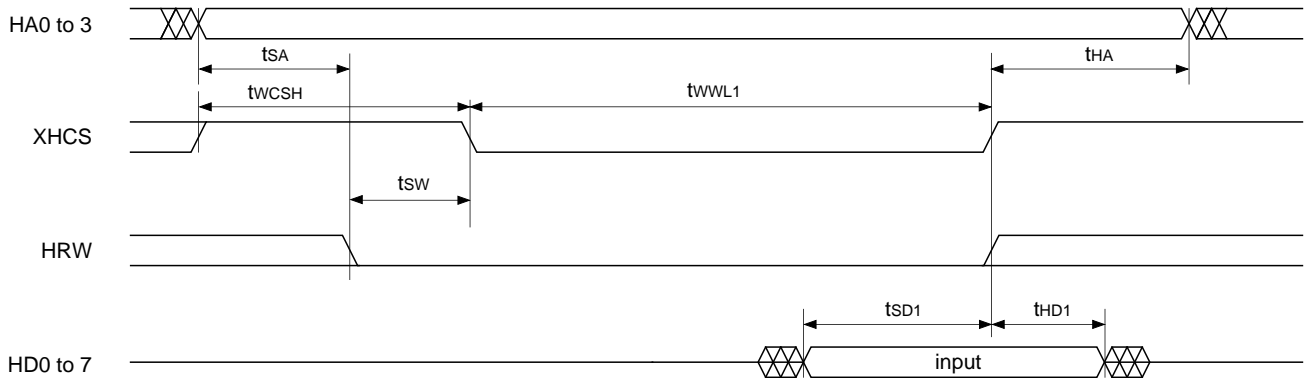 HA0 to 3
tSA
tHA
tWCSH
tWWL1
XHCS
tSW
HRW
tSD1
tHD1
HD0 to 7
input